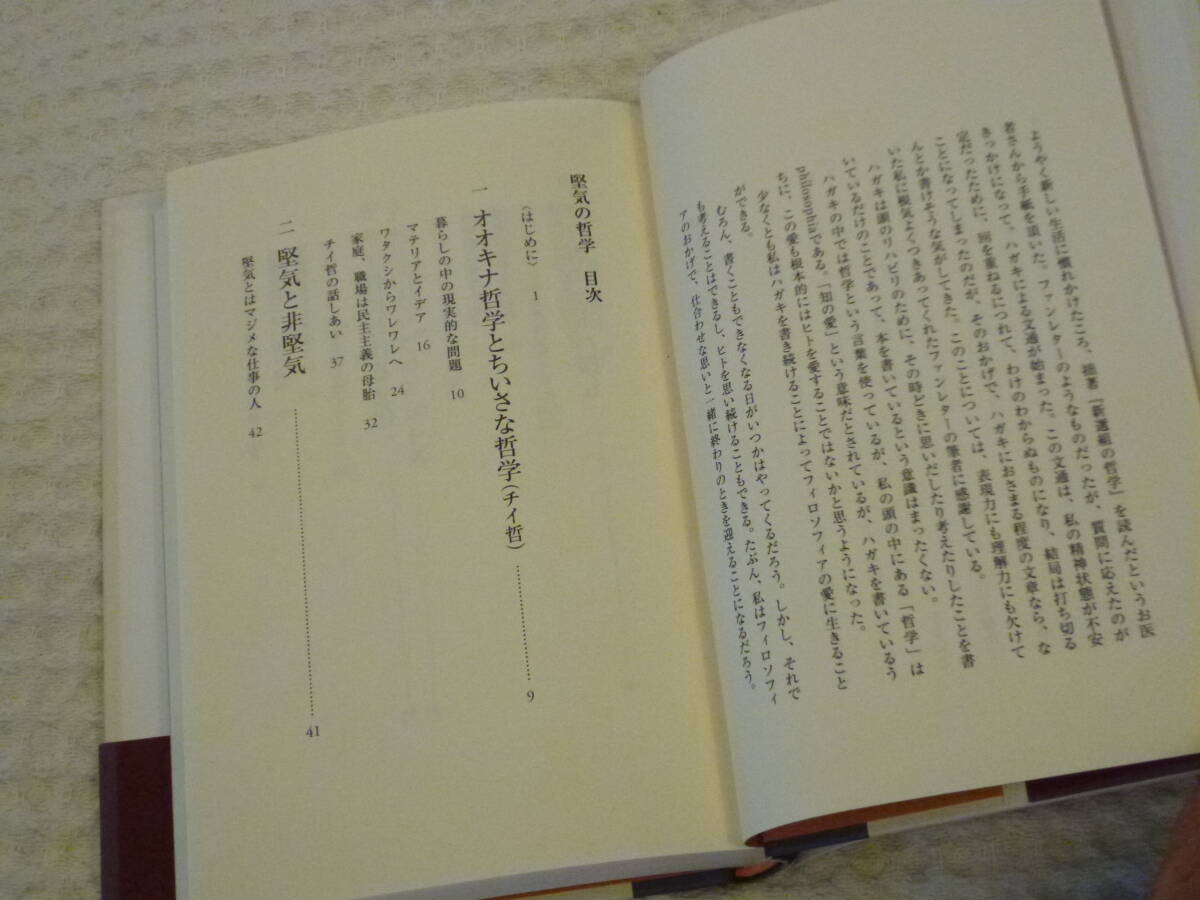 ようやく新しい生活に慣れかけたころ、拙著『新選組の哲学』を読んだというお医
者さんから手紙を頂いた。ファンレターのようなものだったが、質問に応えたのが
きっかけになって、ハガキによる文通が始まった。この文通は、私の精神状態が不安
定だったために、回を重ねるにつれて、わけのわからぬものになり、結局は打ち切る
ことになってしまったのだが、そのおかげで、ハガキにおさまる程度の文章なら、な
んとか書けそうな気がしてきた。このことについては、表現力にも理解力にも欠けて
いた私に根気よくつきあってくれたファンレターの筆者に感謝している。
ハガキは頭のリハビリのために、その時どきに思いだしたり考えたりしたことを書
いているだけのことであって、本を書いているという意識はまったくない。
ハガキの中では哲学という言葉を使っているが、私の頭の中にある「哲学」は
philosophiaである。「知の愛」という意味だとされているが、ハガキを書いているう
ちに、この愛も根本的にはヒトを愛することではないかと思うようになった。
少なくとも私はハガキを書き続けることによってフィロソフィアの愛に生きること
ができる。
むろん、書くこともできなくなる日がいつかはやってくるだろう。しかし、それで
も考えることはできるし、ヒトを思い続けることもできる。たぶん、私はフィロソフィ
アのおかげで、仕合わせな思いと一緒に終わりのときを迎えることになるだろう。
堅気の哲学 目次
〈はじめに〉 1
一 オオキナ哲学とちいさな哲学(チイ哲) 9
暮らしの中の現実的な問題 10
マテリアとイデア 16
ワタクシからワレワレへ 24
家庭、職場は民主主義の母胎 32
チイ哲の話しあい 37
二 堅気と非堅気 41
堅気とはマジメな仕事の人 42